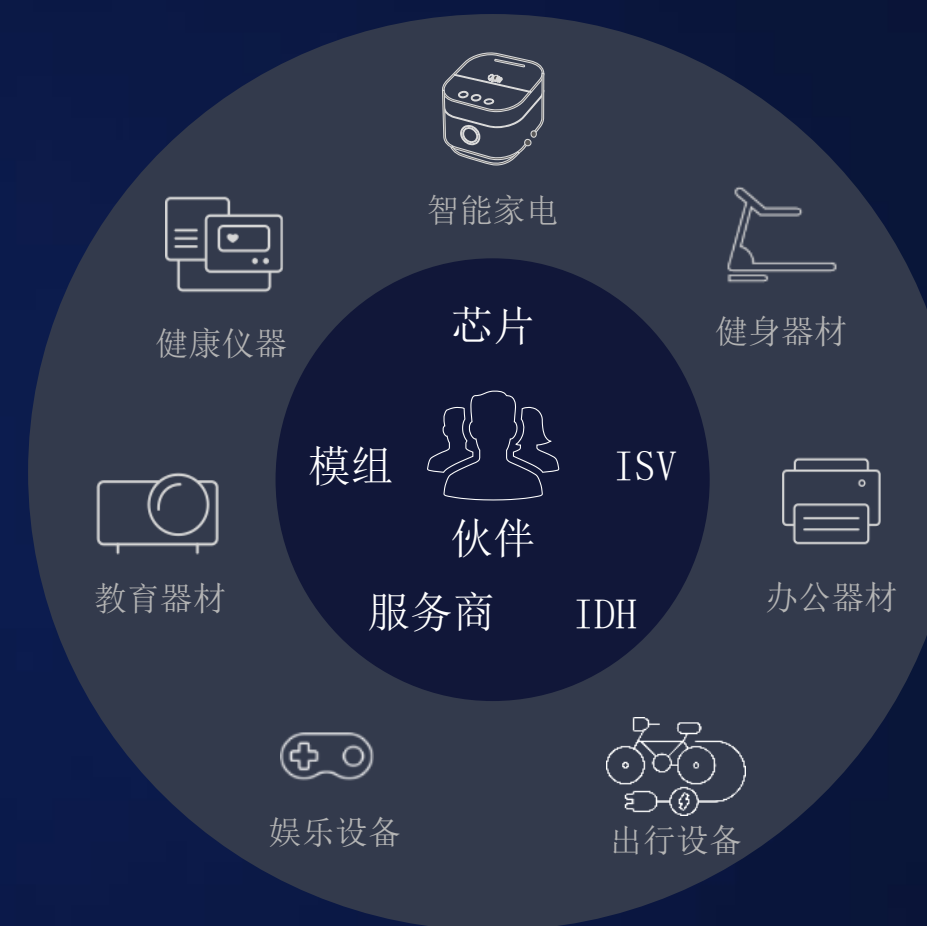 智能家电
健康仪器
健身器材
芯片
模组
ISV
伙伴
教育器材
办公器材
服务商
IDH
娱乐设备
出行设备